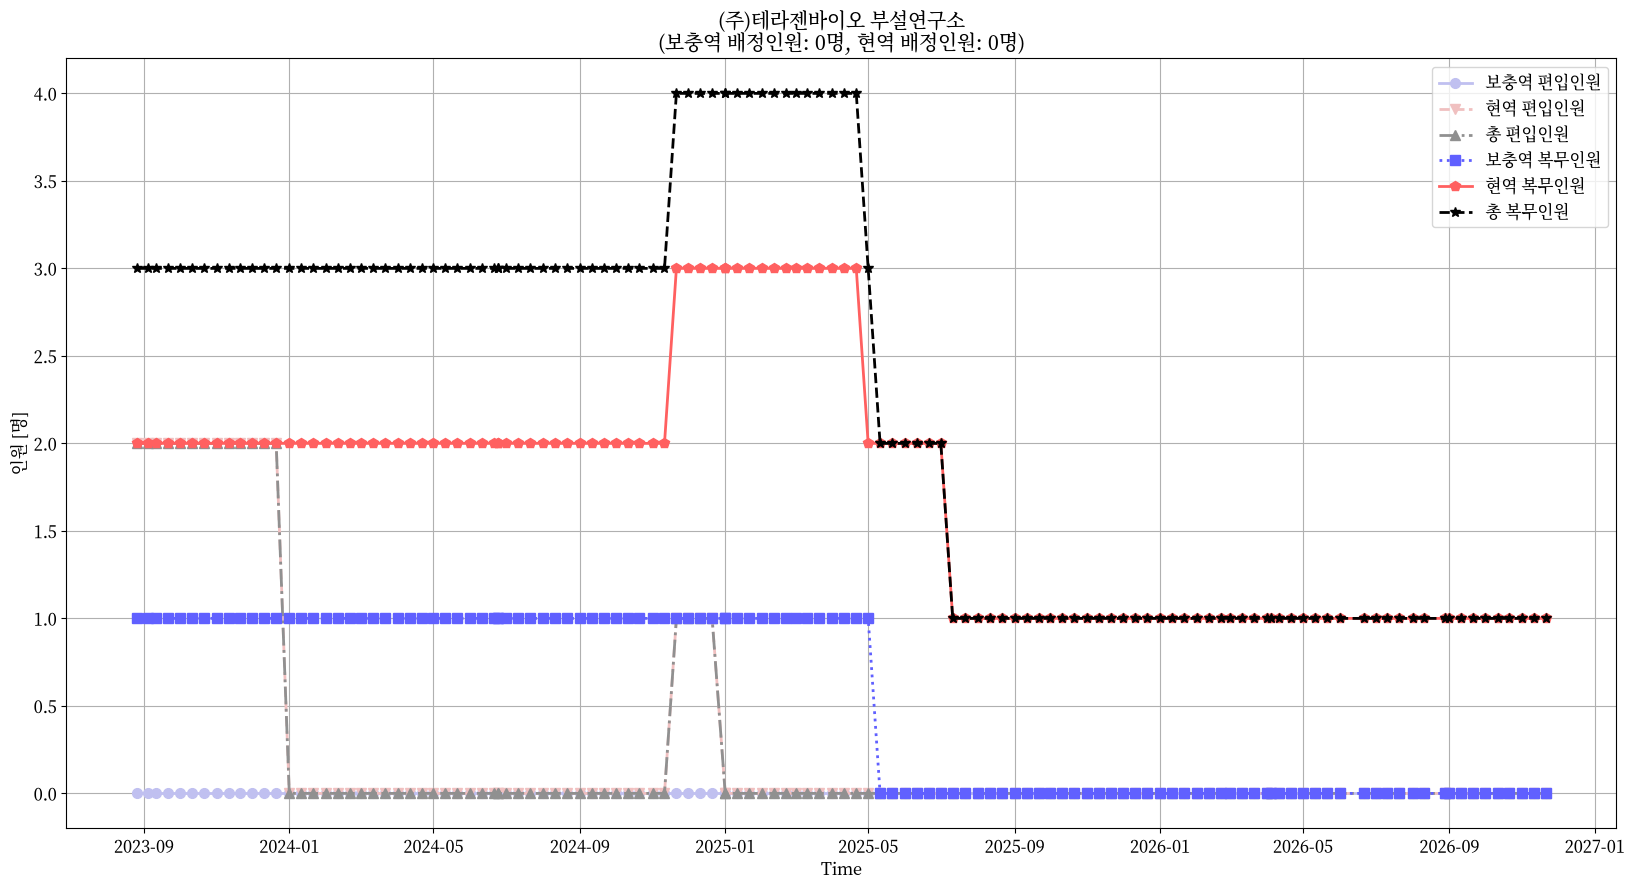 (주)테라젠바이오 부설연구소
(보충역 배정인원: 0명, 현역 배정인원: 0명)
보충역 편입인원
현역 편입인원
총 편입인원
보충역 복무인원
현역 복무인원
총 복무인원
인원 [명]
4.0
3.5
3.0
2.5
2.0
1.5
1.0
0.5
0.0
2023-09 2024-01 2024-05 2024-09 2025-01 2025-05 2025-09 2026-01 2026-05 2026-09 2027-01
Time